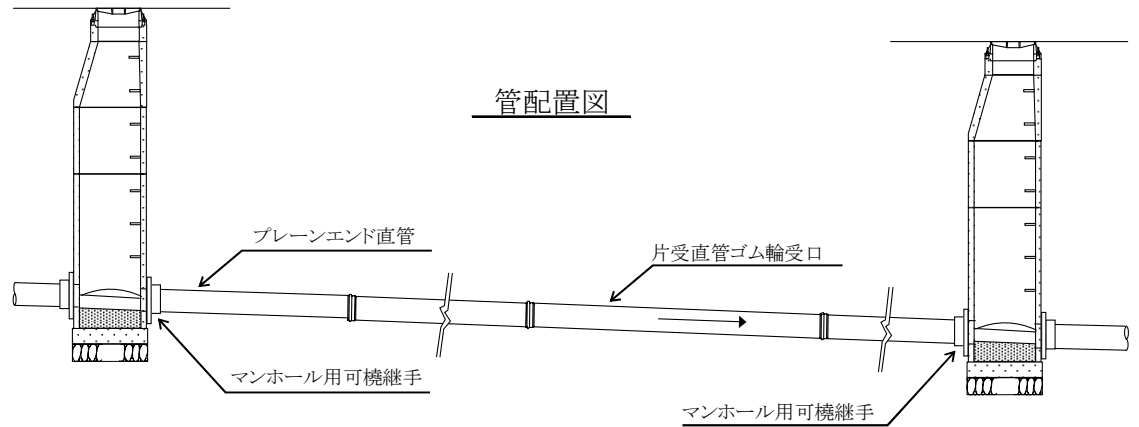 管配置図
プレーンエンド直管
片受直管ゴム輪受口
マンホール用可橈継手
マンホール用可橈継手